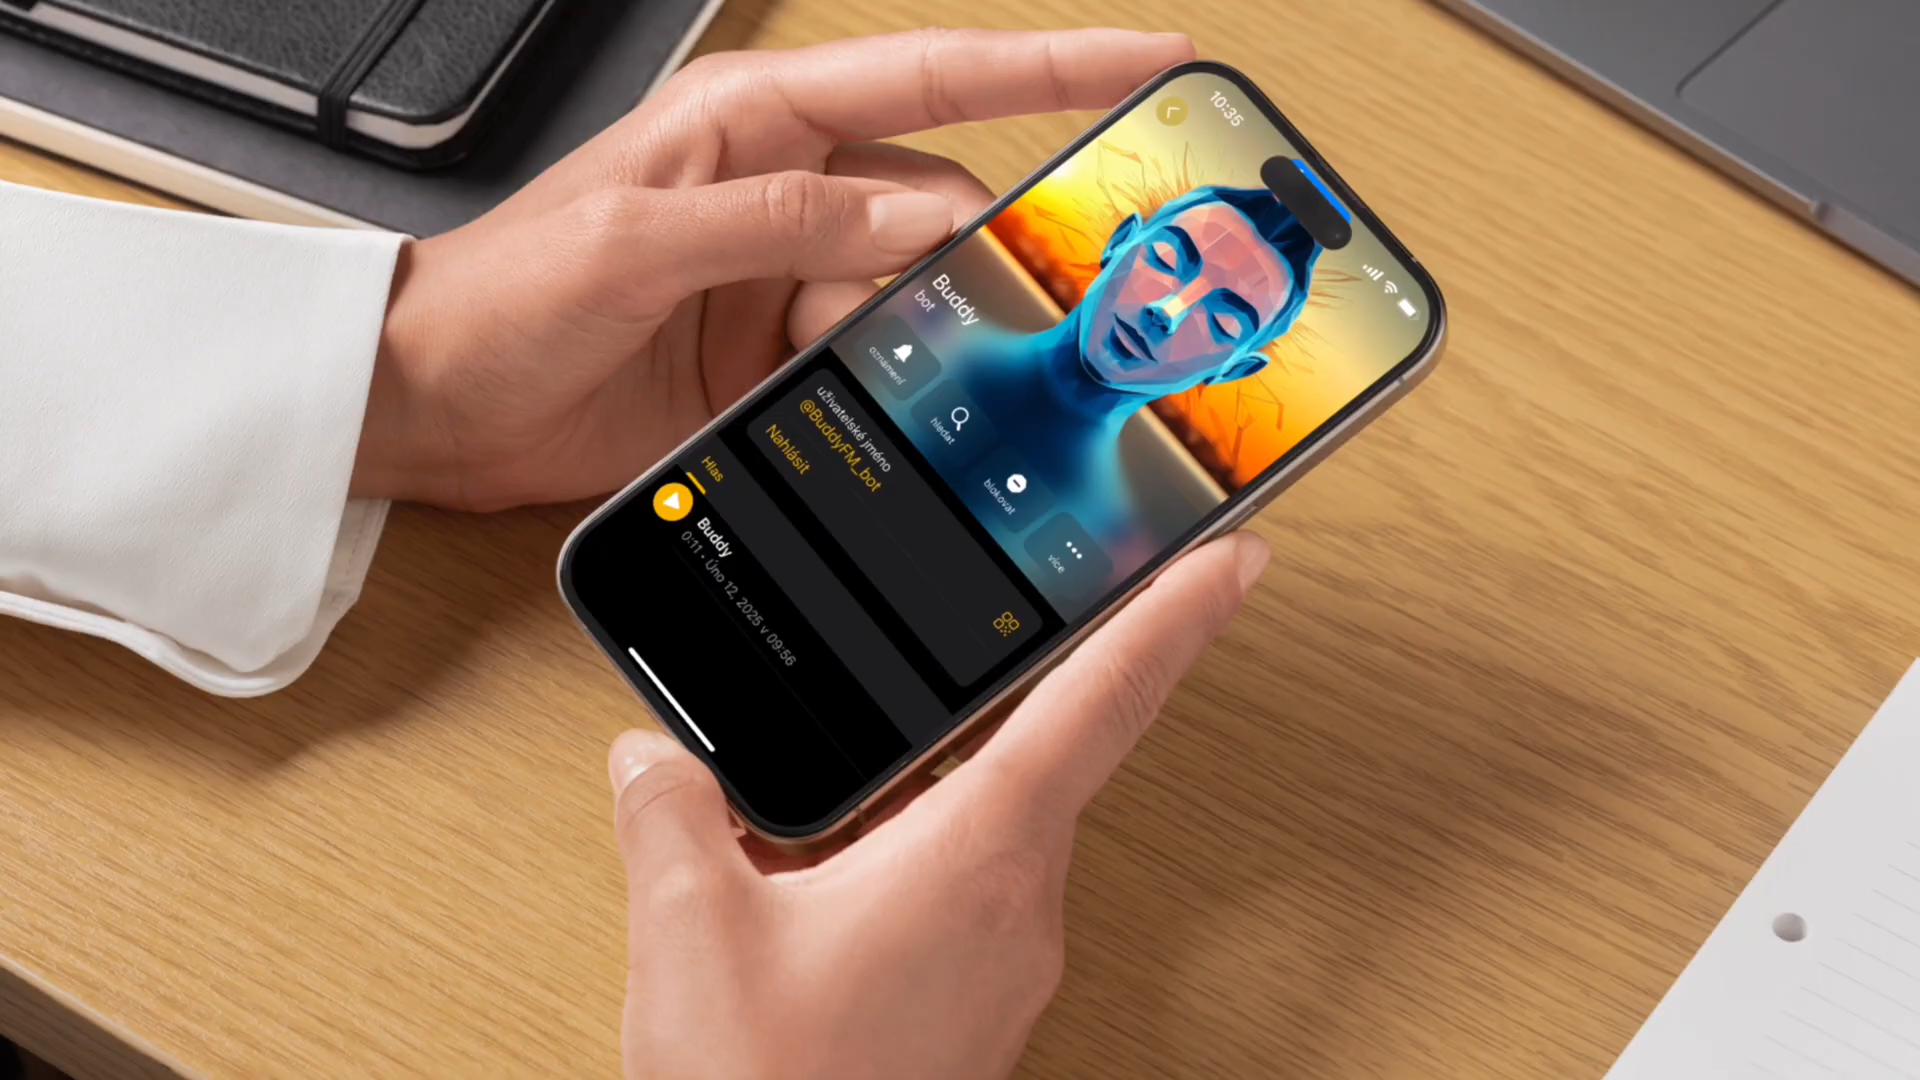 10:35
Buddy
bot
oznámení
hledat
blokovat
více
uživatelské jméno
@BuddyFM_bot
Nahlásit
Hlas
Buddy
0:11 • Úno 12, 2025 v 09:56